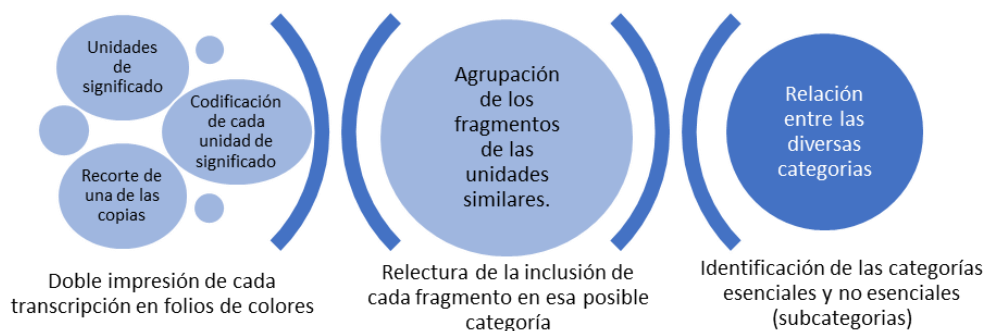 Unidades
de
significado
Codificación
de cada
unidad de
significado
Recorte de
una de las
copias
Doble impresión de cada
transcripción en folios de colores
Agrupación
de los
fragmentos
de las
unidades
similares.
Relectura de la inclusión de
cada fragmento en esa posible
categoría
Relación
entre las
diversas
categorias
Identificación de las categorías
esenciales y no esenciales
(subcategorias)